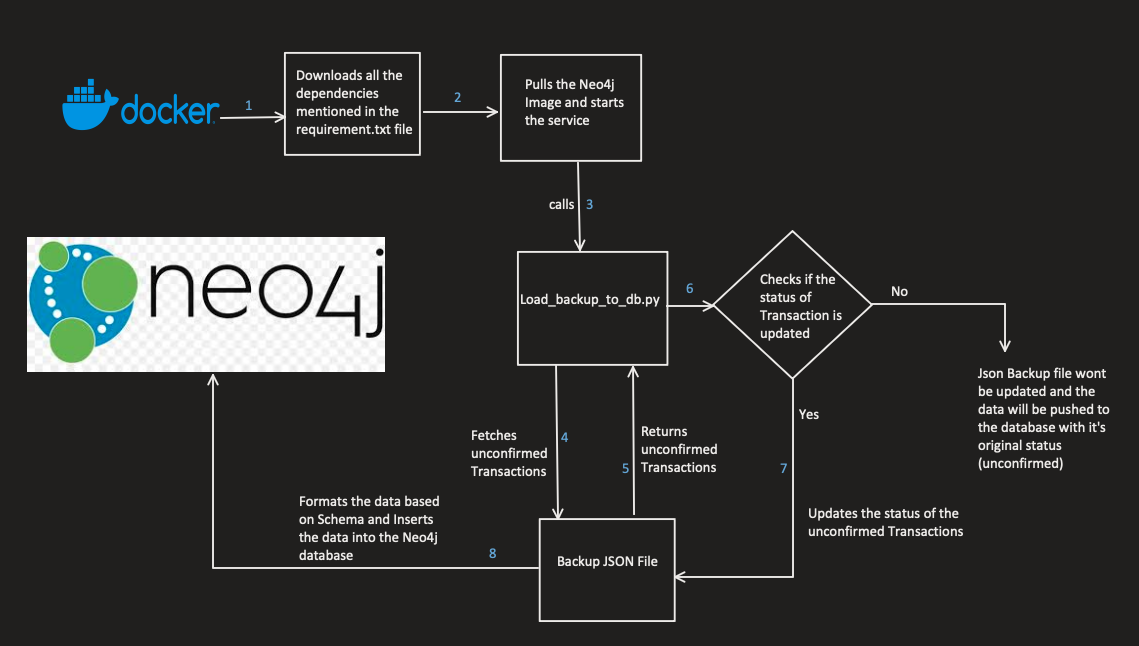 docker
1
Downloads all the
dependencies
mentioned in the
requirement.txt file
2
Pulls the Neo4j
Image and starts
the service
calls
3
neo4j
Load_backup_to_db.py
6
Checks if the
status of
Transaction is
updated
No
Json Backup file wont
be updated and the
data will be pushed to
the database with it's
original status
(unconfirmed)
Yes
Fetches
unconfirmed
Transactions
4
Returns
unconfirmed
Transactions
5
7
Updates the status of the
unconfirmed Transactions
Formats the data based
on Schema and Inserts
the data into the Neo4j
database
8
Backup JSON File